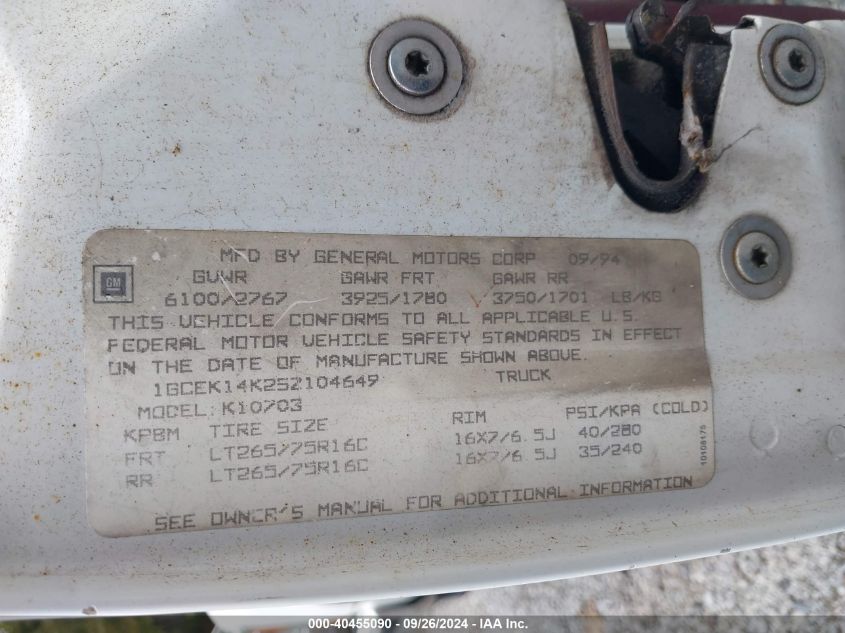 MFD BY GENERAL MOTORS CORP 09/94
GM
GVWR GAWR FRT GAWR RR
6100/2767 3925/1780 3750/1701 LB/KG
THIS VEHICLE CONFORMS TO ALL APPLICABLE U.S.
FEDERAL MOTOR VEHICLE SAFETY STANDARDS IN EFFECT
ON THE DATE OF MANUFACTURE SHOWN ABOVE.
1GCEK14K2SZ104649 TRUCK
MODEL: K10703
KPBM TIRE SIZE RIM PSI/KPA (COLD)
FRT LT265/75R16C 16X7/6.5J 40/280
RR LT265/75R16C 16X7/6.5J 35/240
SEE OWNER'S MANUAL FOR ADDITIONAL INFORMATION
000-40455090 - 09/26/2024 - IAA Inc.